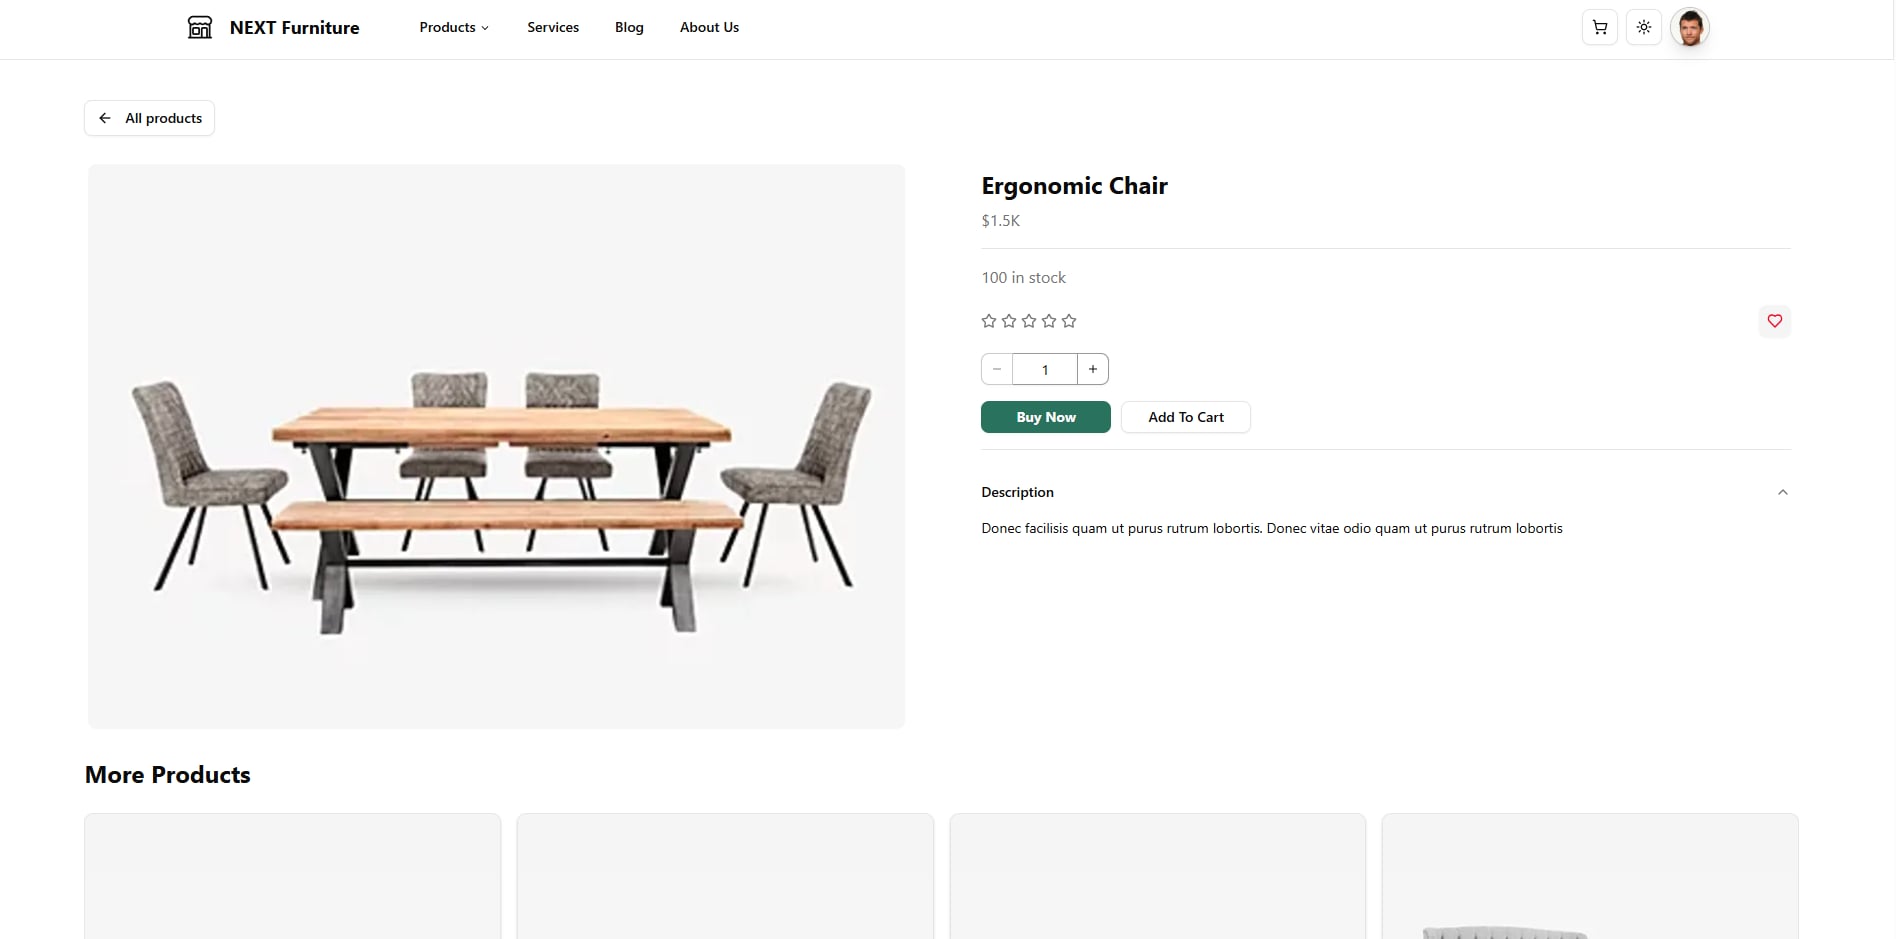 NEXT Furniture
Products
Services
Blog
About Us
All products
Ergonomic Chair
$1.5K
100 in stock
1
Buy Now
Add To Cart
Description
Donec facilisis quam ut purus rutrum lobortis. Donec vitae odio quam ut purus rutrum lobortis
More Products